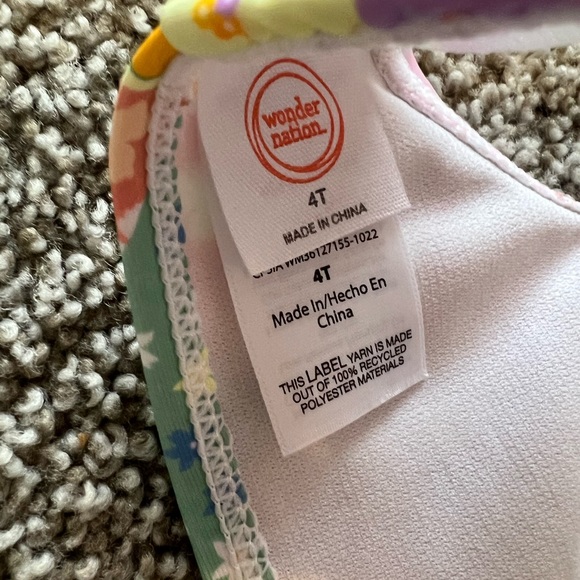 wonder
nation
4T
MADE IN CHINA
CPSIA WM36127155-1022
4T
Made In/Hecho En
China
THIS LABEL YARN IS MADE
OUT OF 100% RECYCLED
POLYESTER MATERIALS